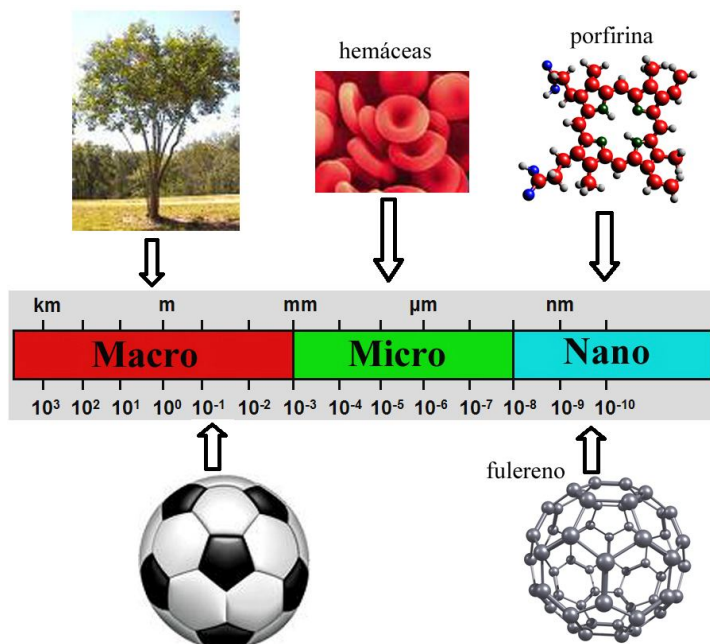 hemáceas
porfirina
km m mm µm nm
Macro Micro Nano
10³ 10² 10¹ 10⁰ 10⁻¹ 10⁻² 10⁻³ 10⁻⁴ 10⁻⁵ 10⁻⁶ 10⁻⁷ 10⁻⁸ 10⁻⁹ 10⁻¹⁰
fulereno